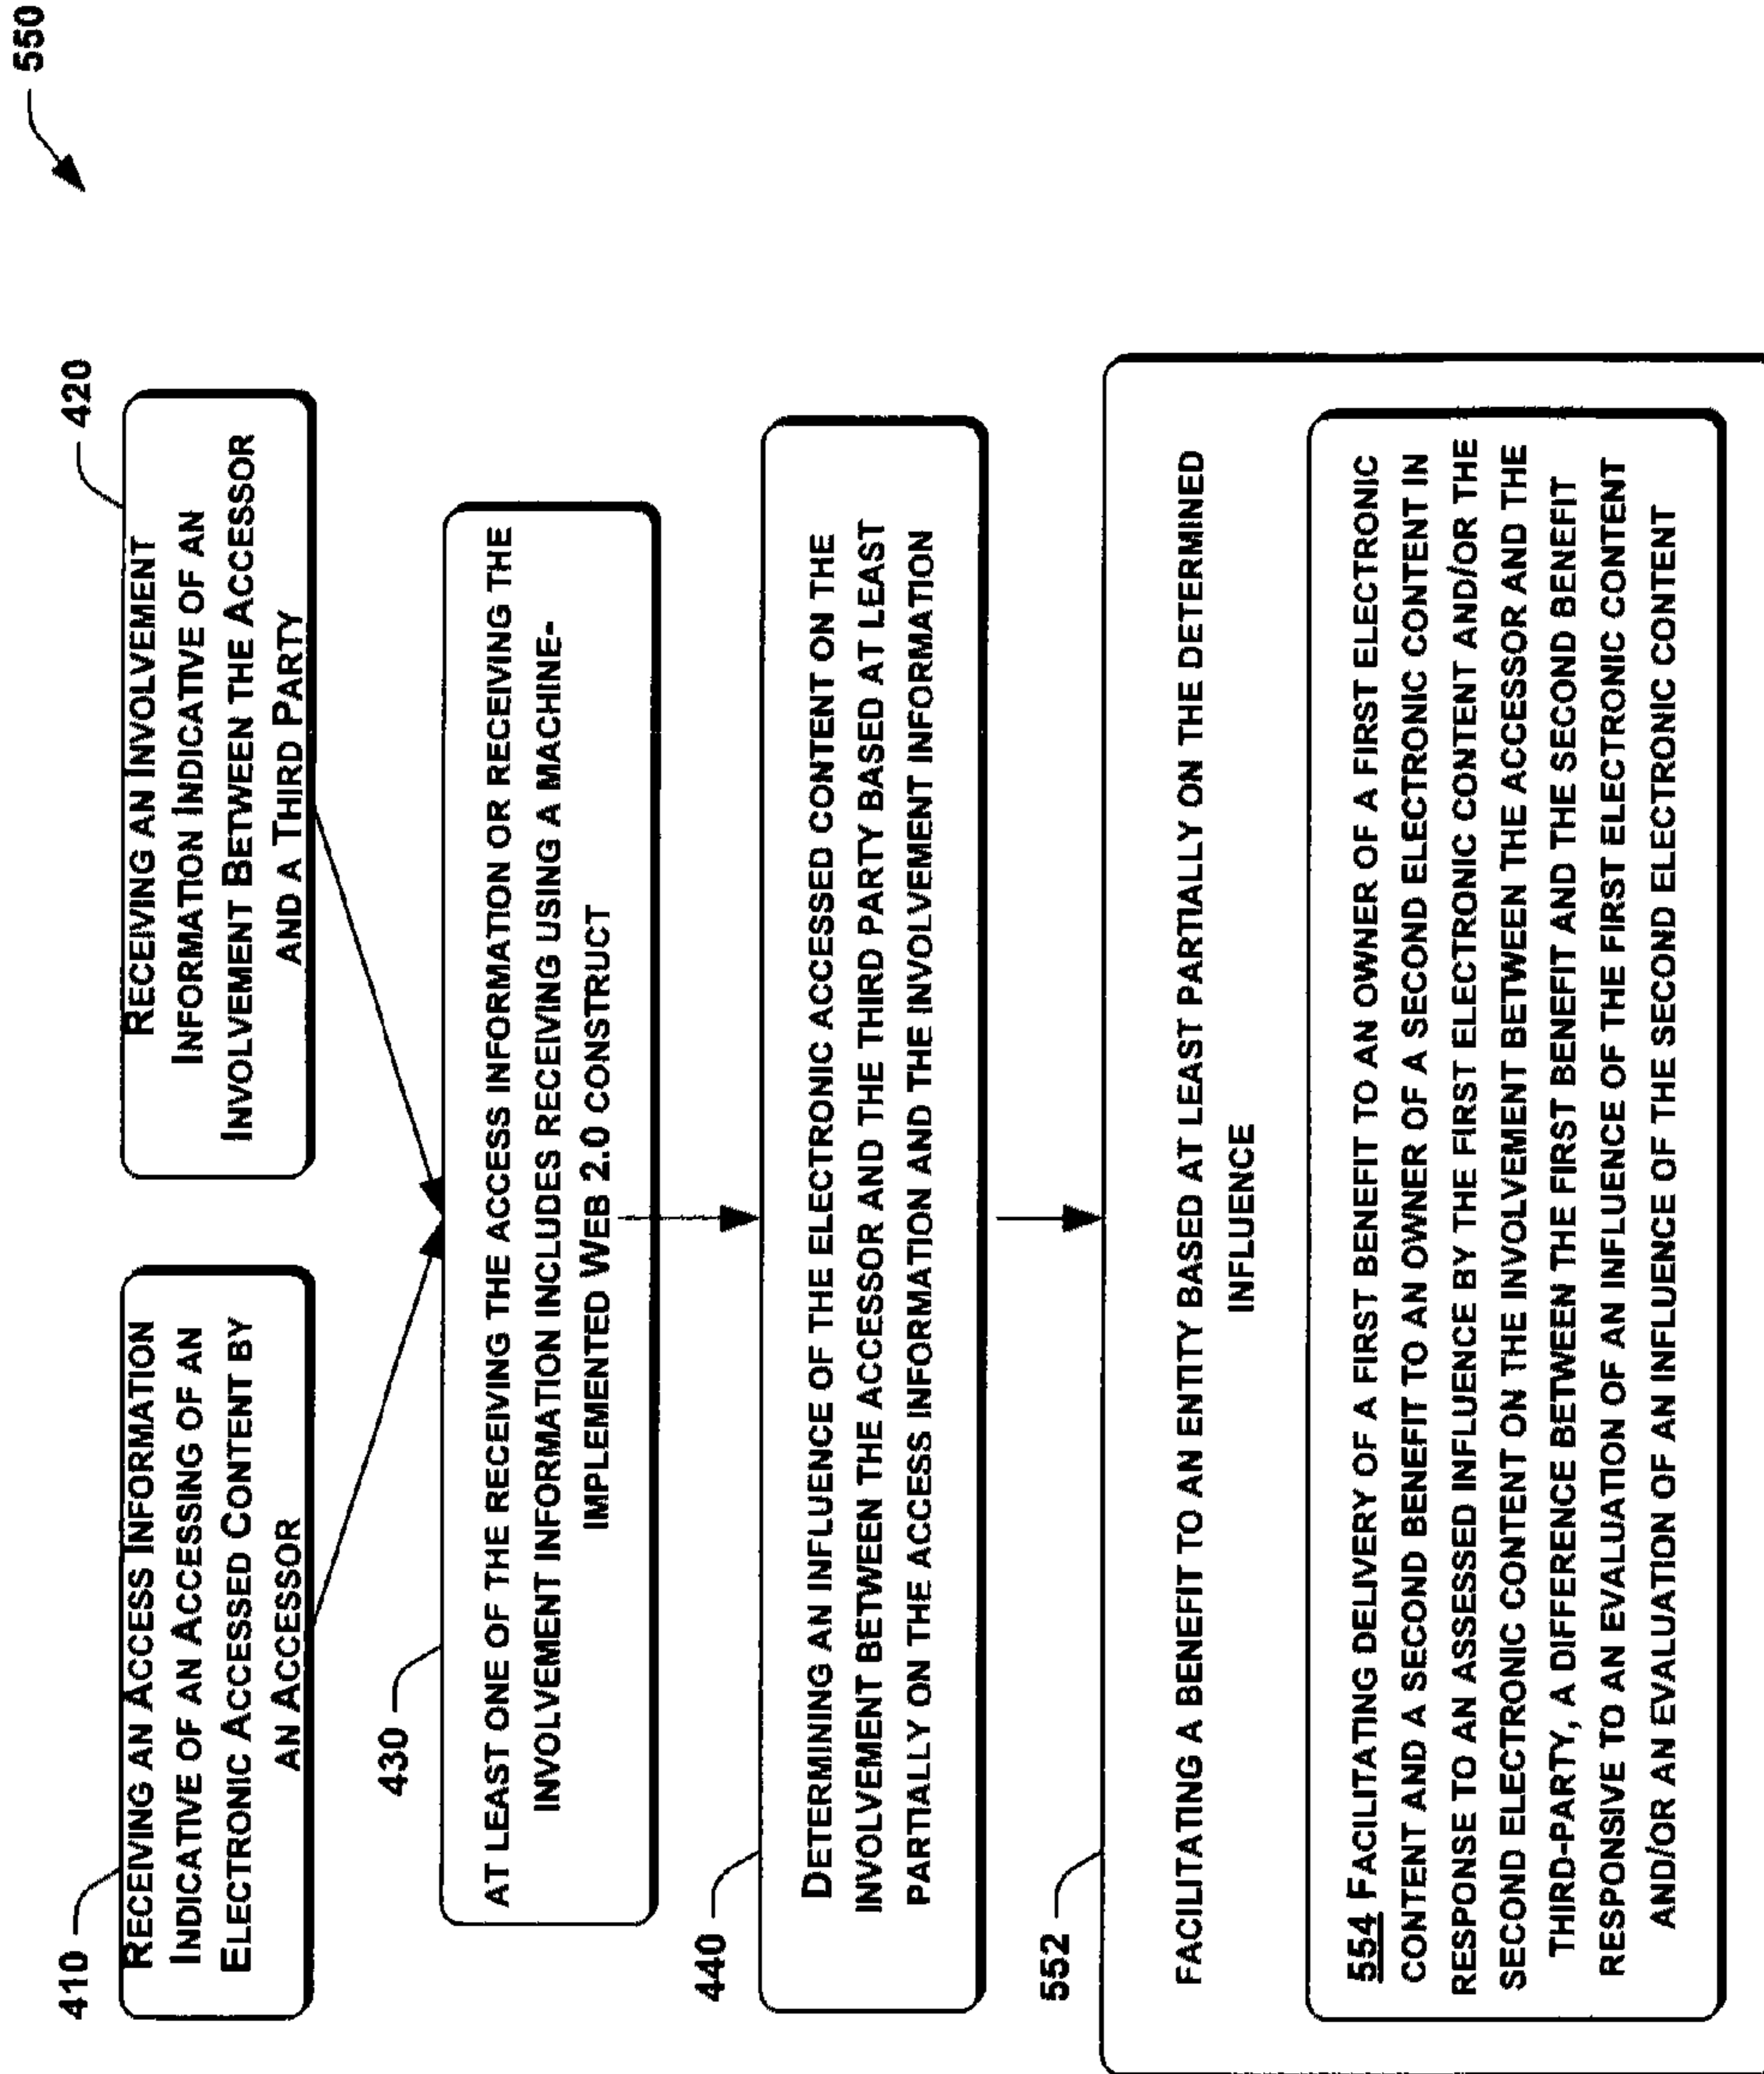 550
410
RECEIVING AN ACCESS INFORMATION
INDICATIVE OF AN ACCESSING OF AN
ELECTRONIC ACCESSED CONTENT BY
AN ACCESSOR
420
RECEIVING AN INVOLVEMENT
INFORMATION INDICATIVE OF AN
INVOLVEMENT BETWEEN THE ACCESSOR
AND A THIRD PARTY
430
AT LEAST ONE OF THE RECEIVING THE ACCESS INFORMATION OR RECEIVING THE
INVOLVEMENT INFORMATION INCLUDES RECEIVING USING A MACHINE-
IMPLEMENTED WEB 2.0 CONSTRUCT
440
DETERMINING AN INFLUENCE OF THE ELECTRONIC ACCESSED CONTENT ON THE
INVOLVEMENT BETWEEN THE ACCESSOR AND THE THIRD PARTY BASED AT LEAST
PARTIALLY ON THE ACCESS INFORMATION AND THE INVOLVEMENT INFORMATION
552
FACILITATING A BENEFIT TO AN ENTITY BASED AT LEAST PARTIALLY ON THE DETERMINED
INFLUENCE
554 FACILITATING DELIVERY OF A FIRST BENEFIT TO AN OWNER OF A FIRST ELECTRONIC
CONTENT AND A SECOND BENEFIT TO AN OWNER OF A SECOND ELECTRONIC CONTENT IN
RESPONSE TO AN ASSESSED INFLUENCE BY THE FIRST ELECTRONIC CONTENT AND/OR THE
SECOND ELECTRONIC CONTENT ON THE INVOLVEMENT BETWEEN THE ACCESSOR AND THE
THIRD-PARTY, A DIFFERENCE BETWEEN THE FIRST BENEFIT AND THE SECOND BENEFIT
RESPONSIVE TO AN EVALUATION OF AN INFLUENCE OF THE FIRST ELECTRONIC CONTENT
AND/OR AN EVALUATION OF AN INFLUENCE OF THE SECOND ELECTRONIC CONTENT